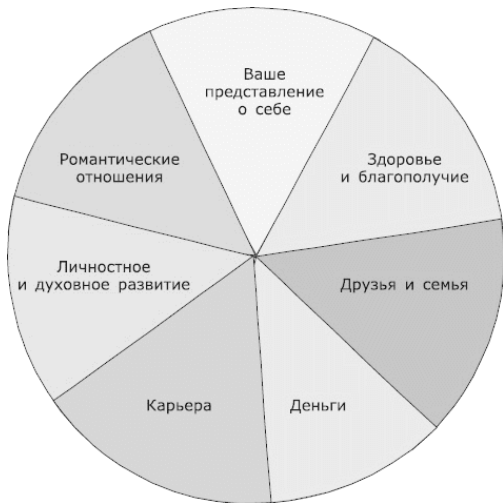 Ваше
представление
о себе
Здоровье
и благополучие
Друзья и семья
Деньги
Карьера
Личностное
и духовное развитие
Романтические
отношения